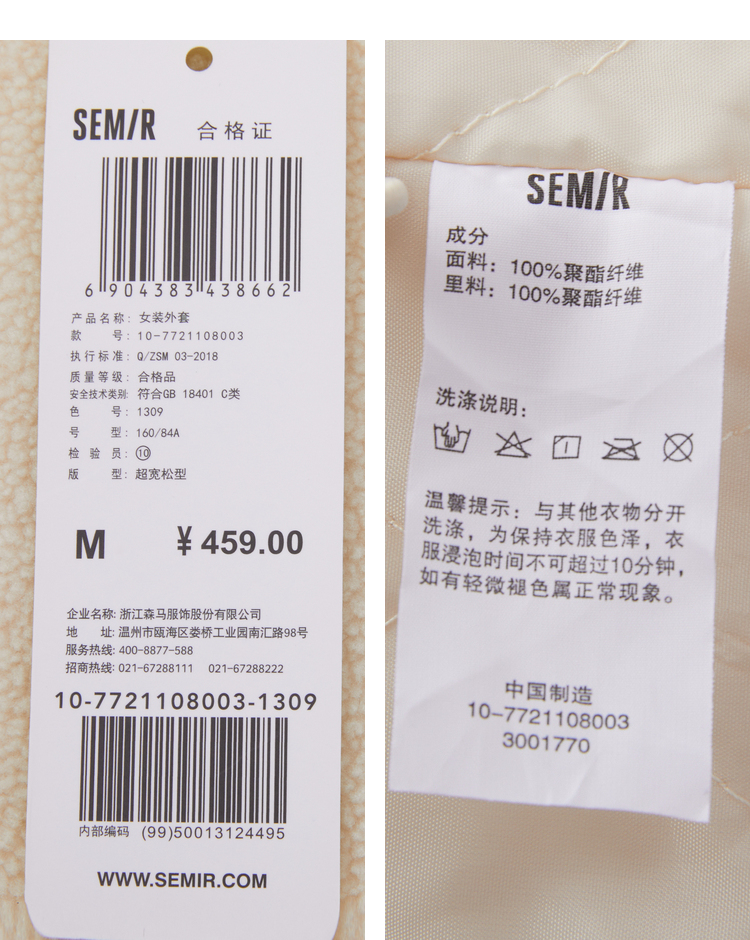 SEMIR 合格证
6 904383 438662
产品名称: 女装外套
款 号: 10-7721108003
执行标准: Q/ZSM 03-2018
质量等级: 合格品
安全技术类别: 符合GB 18401 C类
色 号: 1309
号 型: 160/84A
检 验 员: ⑩
版 型: 超宽松型
M ¥459.00
企业名称: 浙江森马服饰股份有限公司
地 址: 温州市瓯海区娄桥工业园南汇路98号
服务热线: 400-8877-588
招商热线: 021-67288111 021-67288222
10-7721108003-1309
内部编码 (99)50013124495
WWW.SEMIR.COM
SEMIR
成分
面料: 100%聚酯纤维
里料: 100%聚酯纤维
洗涤说明:
温馨提示: 与其他衣物分开
洗涤，为保持衣服色泽，衣
服浸泡时间不可超过10分钟，
如有轻微褪色属正常现象。
中国制造
10-7721108003
3001770